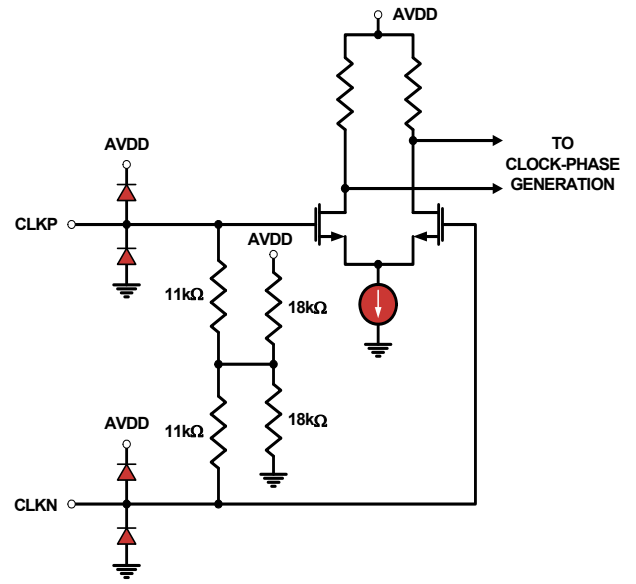 AVDD
TO
CLOCK-PHASE
GENERATION
AVDD
CLKP
AVDD
11kΩ
18kΩ
11kΩ
18kΩ
AVDD
CLKN